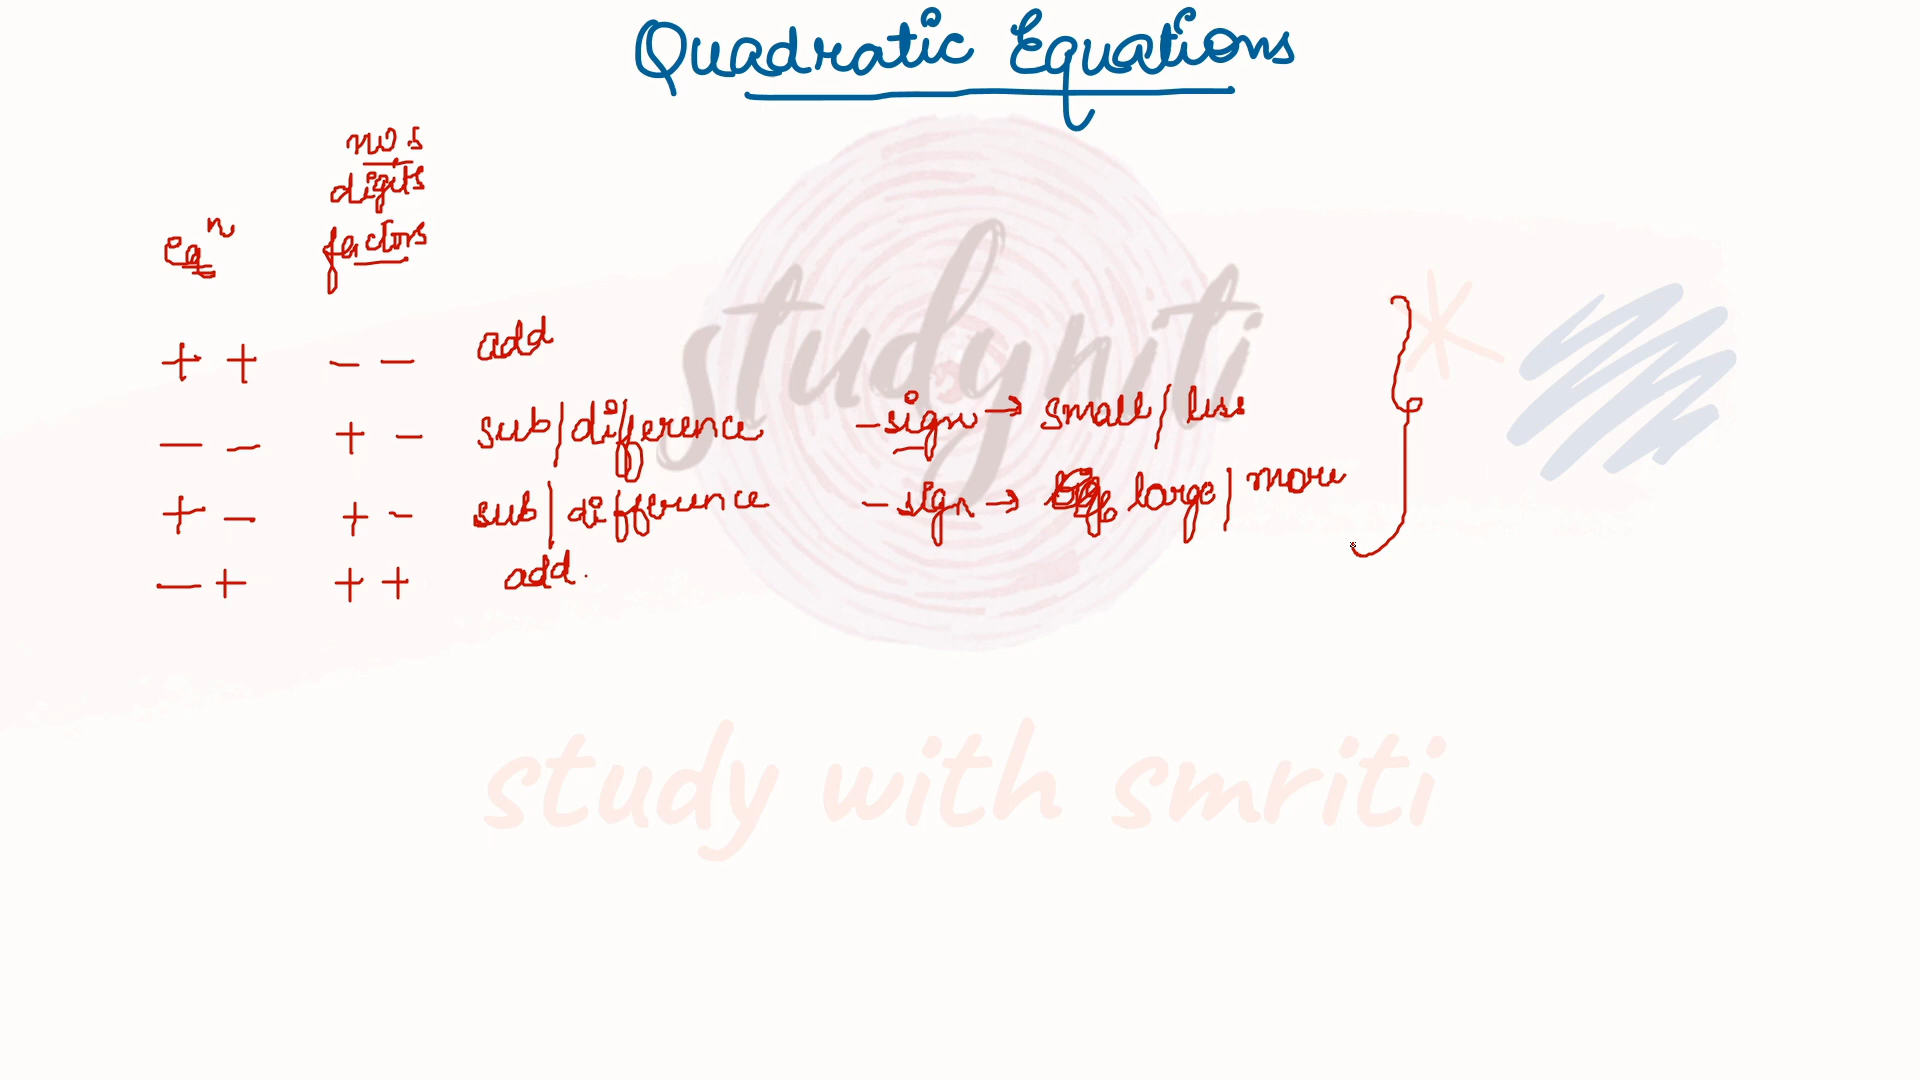 Quadratic Equations
no s
digits
eqⁿ factors
studyniti
+ + - - add
- - + - sub/difference - sign → small/less
+ - + - sub/difference - sign → large/more
- + + + add.
study with smriti